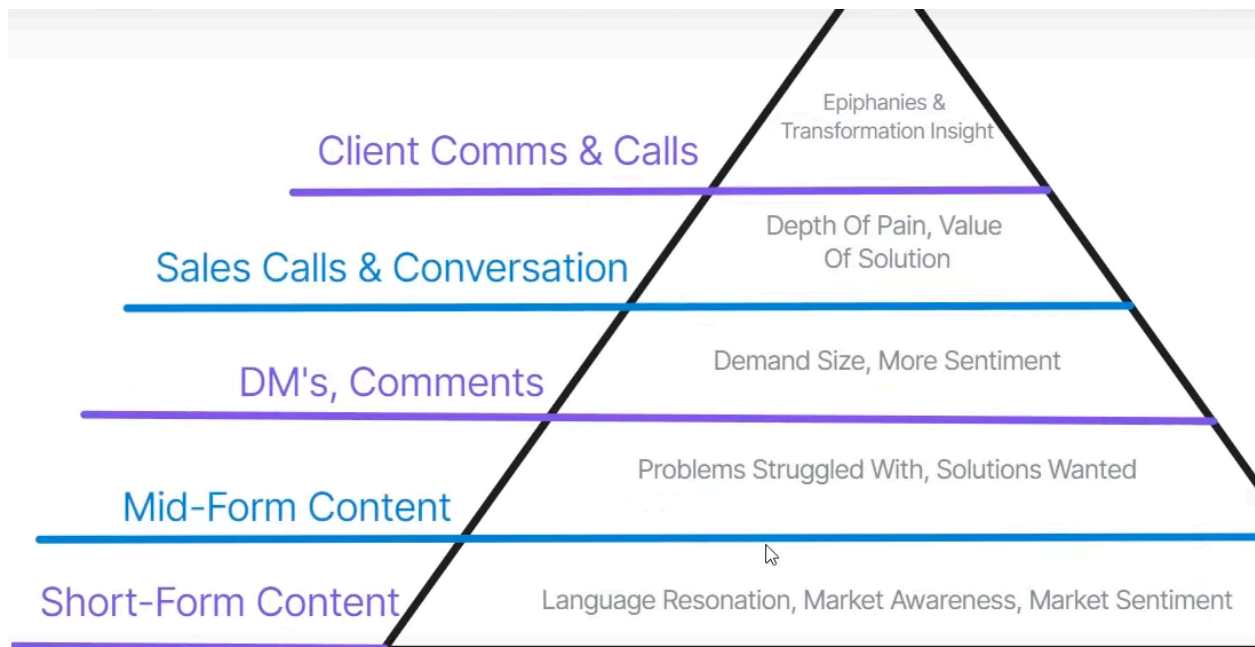 Epiphanies &
Transformation Insight
Client Comms & Calls
Depth Of Pain, Value
Of Solution
Sales Calls & Conversation
Demand Size, More Sentiment
DM's, Comments
Problems Struggled With, Solutions Wanted
Mid-Form Content
Short-Form Content
Language Resonation, Market Awareness, Market Sentiment